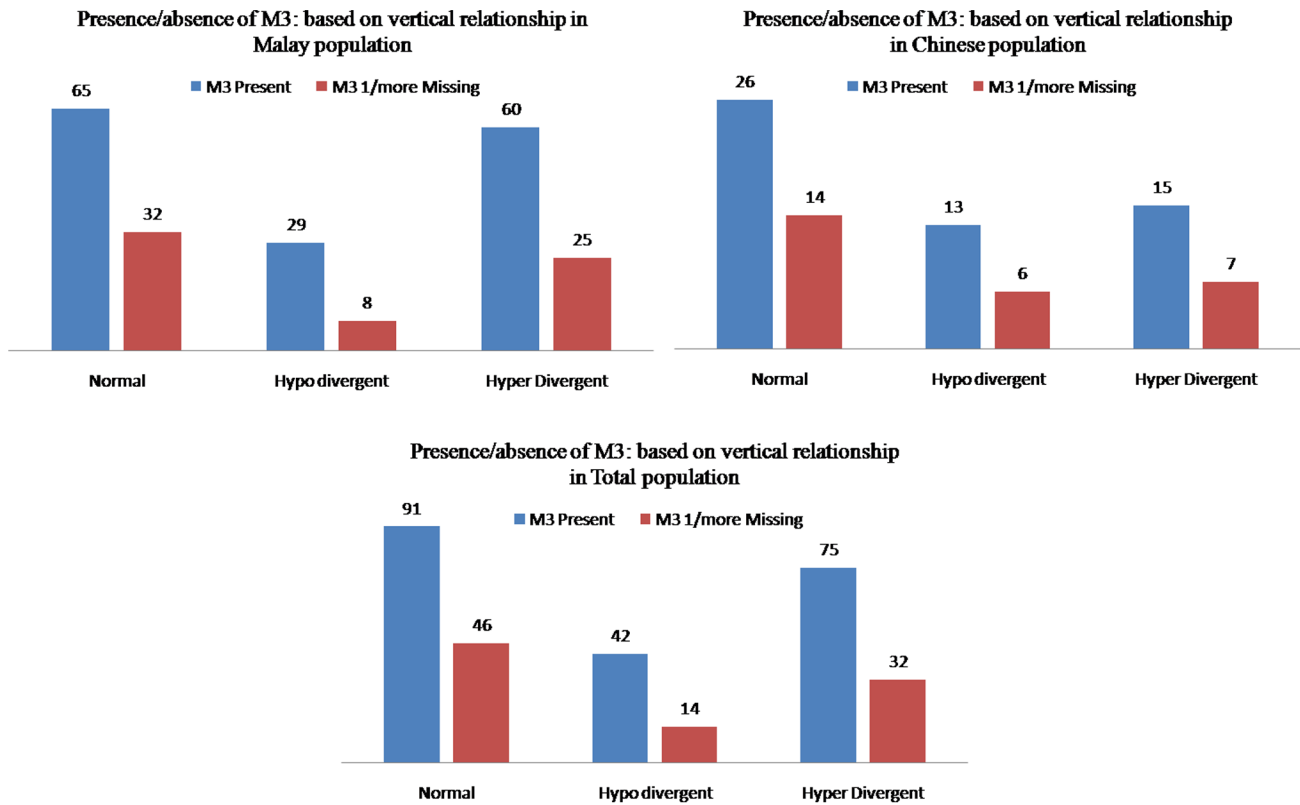 Presence/absence of M3: based on vertical relationship in
Malay population
M3 Present M3 1/more Missing
65
32
29
8
60
25
Normal Hypo divergent Hyper Divergent
Presence/absence of M3: based on vertical relationship
in Chinese population
M3 Present M3 1/more Missing
26
14
13
6
15
7
Normal Hypo divergent Hyper Divergent
Presence/absence of M3: based on vertical relationship
in Total population
M3 Present M3 1/more Missing
91
46
42
14
75
32
Normal Hypo divergent Hyper Divergent